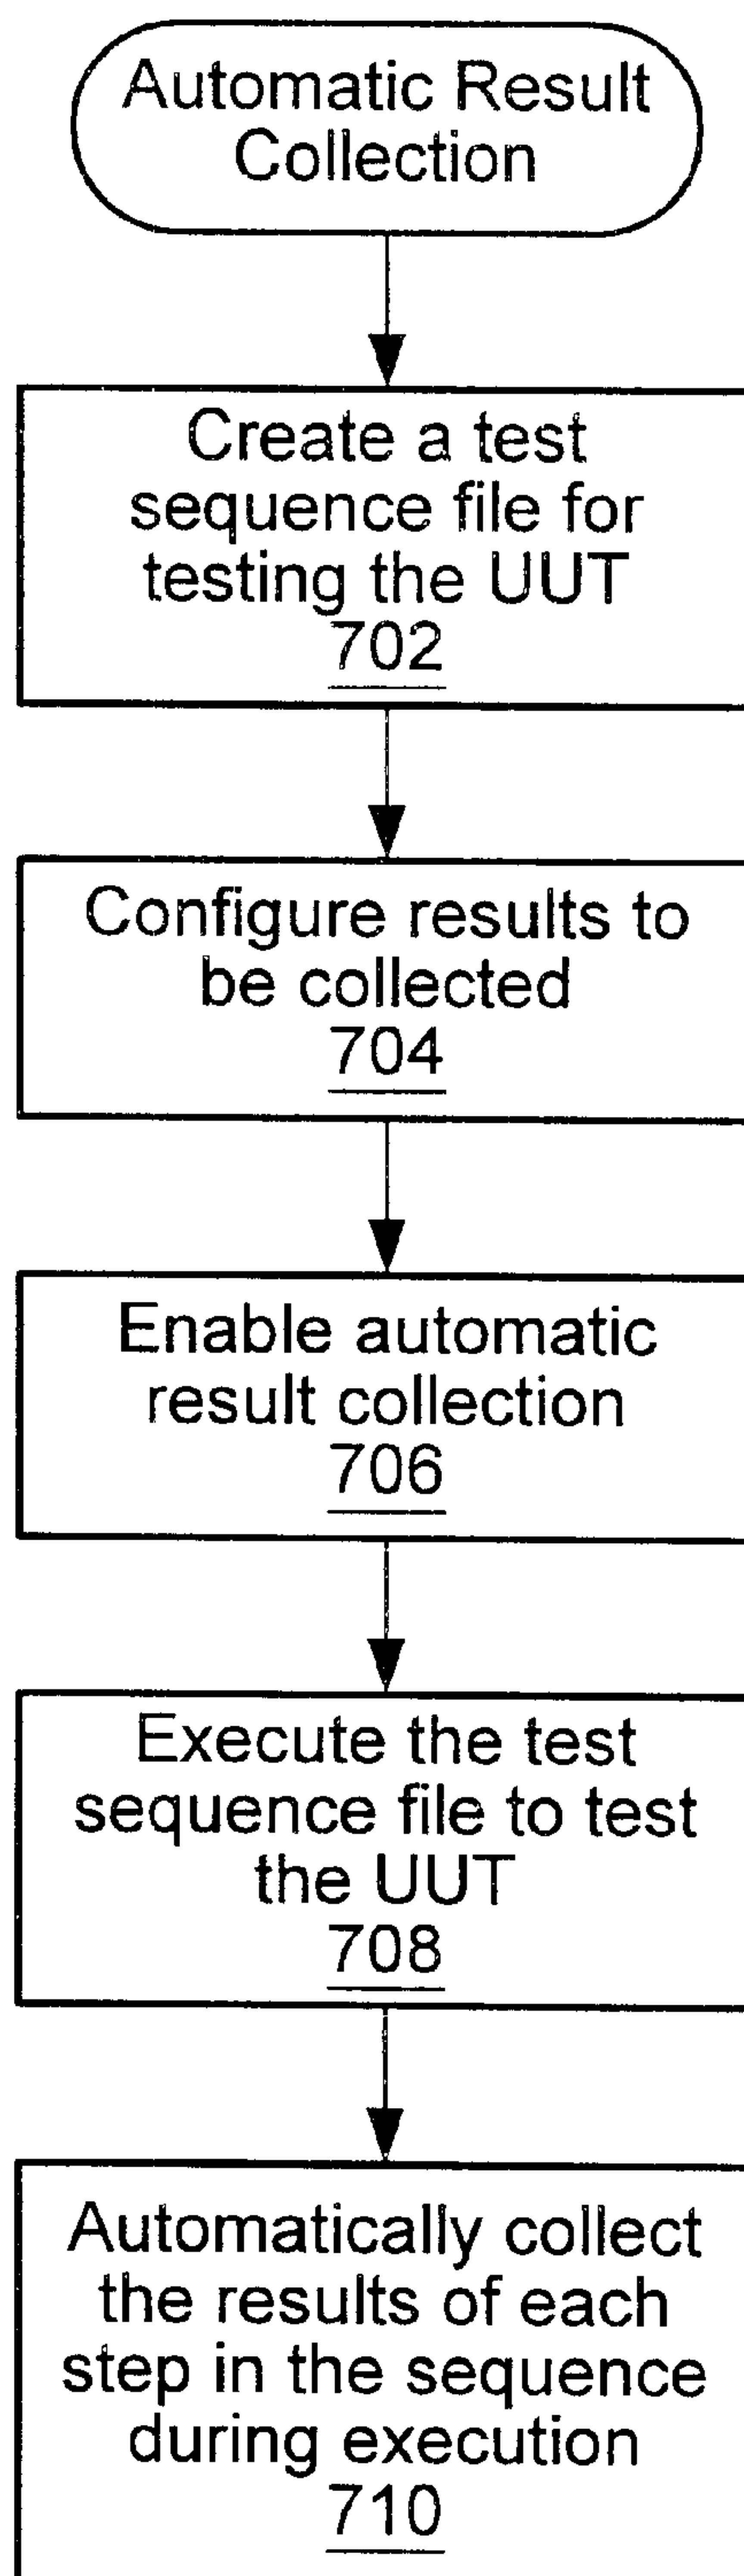 Automatic Result
Collection
Create a test
sequence file for
testing the UUT
702
Configure results to
be collected
704
Enable automatic
result collection
706
Execute the test
sequence file to test
the UUT
708
Automatically collect
the results of each
step in the sequence
during execution
710